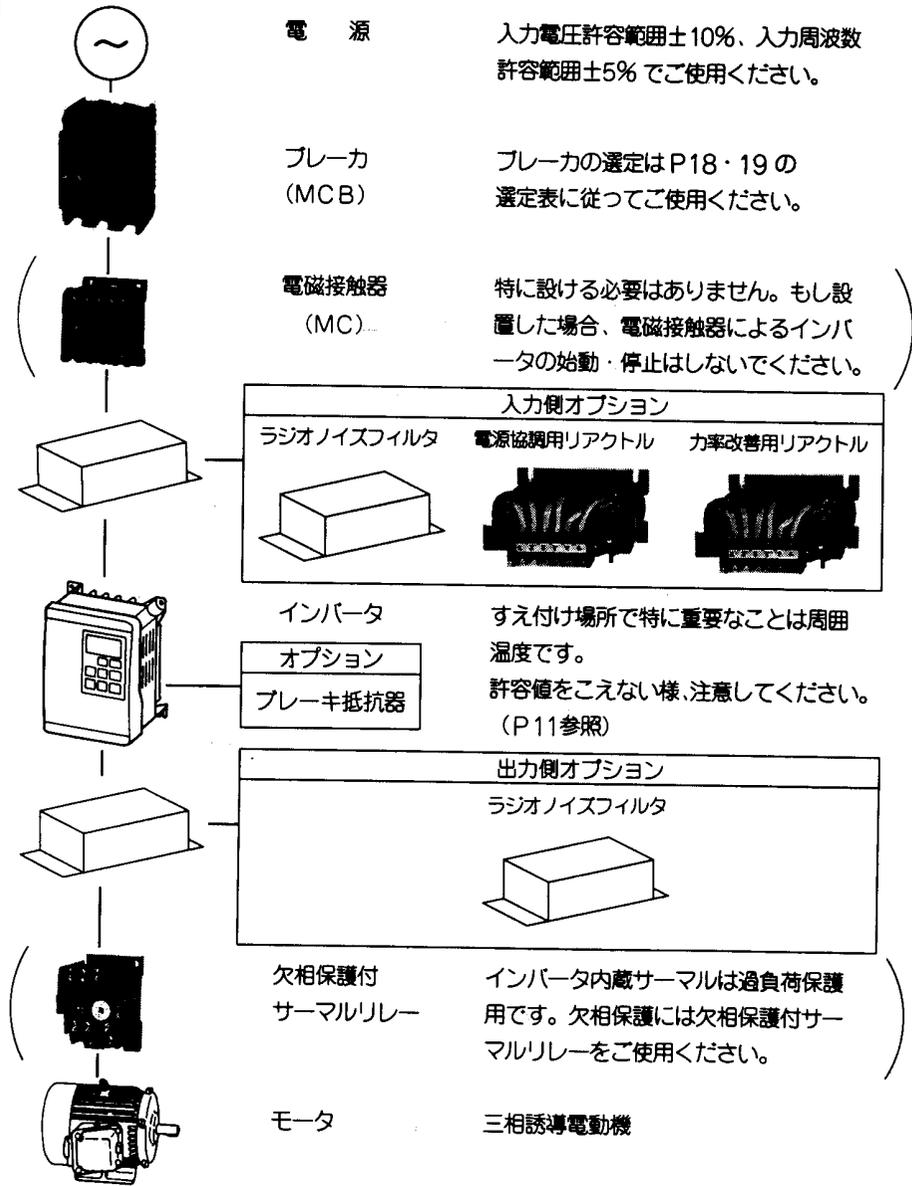 電　源
入力電圧許容範囲±10%、入力周波数
許容範囲±5% でご使用ください。
ブレーカ
(MCB)
ブレーカの選定はP18・19の
選定表に従ってご使用ください。
電磁接触器
(MC)
特に設ける必要はありません。もし設
置した場合、電磁接触器によるインバ
ータの始動・停止はしないでください。
入力側オプション
ラジオノイズフィルタ
電源協調用リアクトル
力率改善用リアクトル
インバータ
すえ付け場所で特に重要なことは周囲
温度です。
許容値をこえない様、注意してください。
(P11参照)
オプション
ブレーキ抵抗器
出力側オプション
ラジオノイズフィルタ
欠相保護付
サーマルリレー
インバータ内蔵サーマルは過負荷保護
用です。欠相保護には欠相保護付サー
マルリレーをご使用ください。
モータ
三相誘導電動機